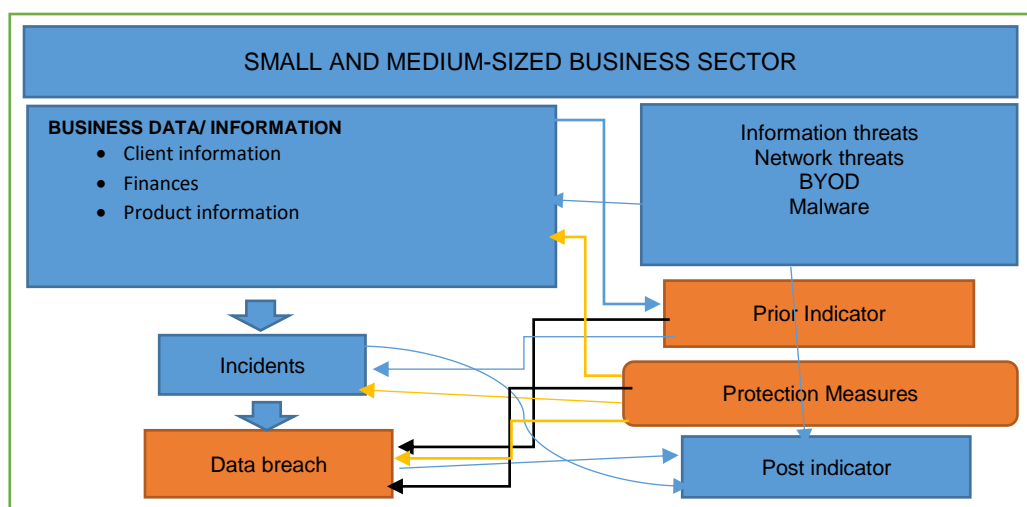 SMALL AND MEDIUM-SIZED BUSINESS SECTOR
BUSINESS DATA/ INFORMATION
• Client information
• Finances
• Product information
Information threats
Network threats
BYOD
Malware
Prior Indicator
Incidents
Protection Measures
Data breach
Post indicator